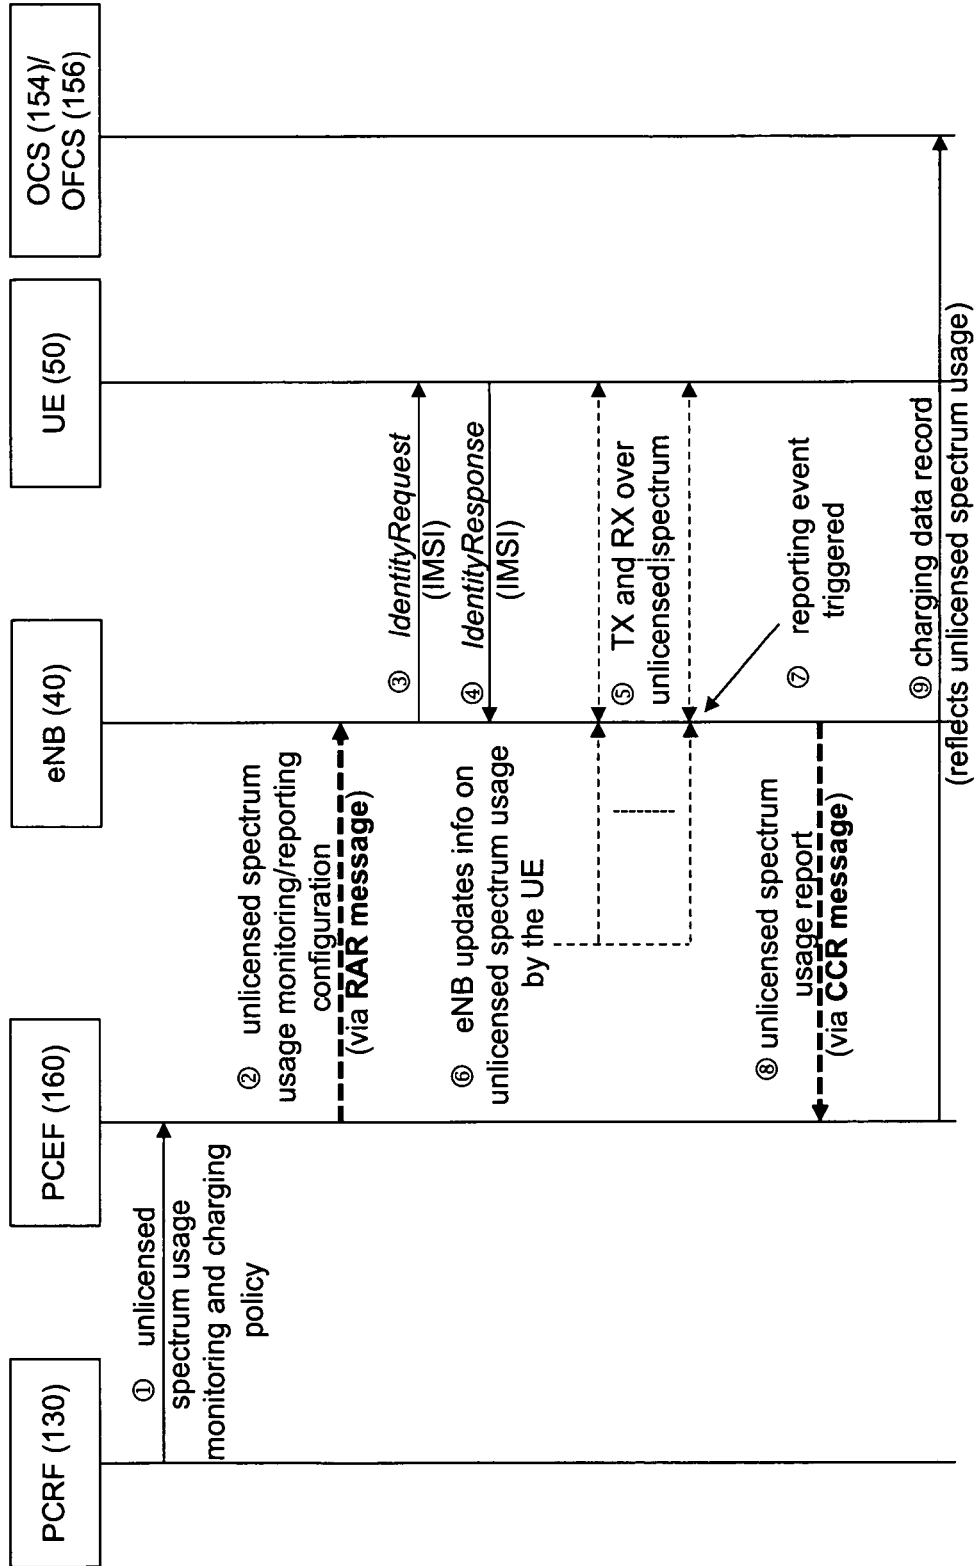 PCRF (130)
PCEF (160)
eNB (40)
UE (50)
OCS (154)/
OFCS (156)
① unlicensed
spectrum usage
monitoring and charging
policy
② unlicensed spectrum
usage monitoring/reporting
configuration
(via RAR message)
③ IdentityRequest
(IMSI)
④ IdentityResponse
(IMSI)
⑤ TX and RX over
unlicensed spectrum
⑥ eNB updates info on
unlicensed spectrum usage
by the UE
⑦ reporting event
triggered
⑧ unlicensed spectrum
usage report
(via CCR message)
⑨ charging data record
(reflects unlicensed spectrum usage)